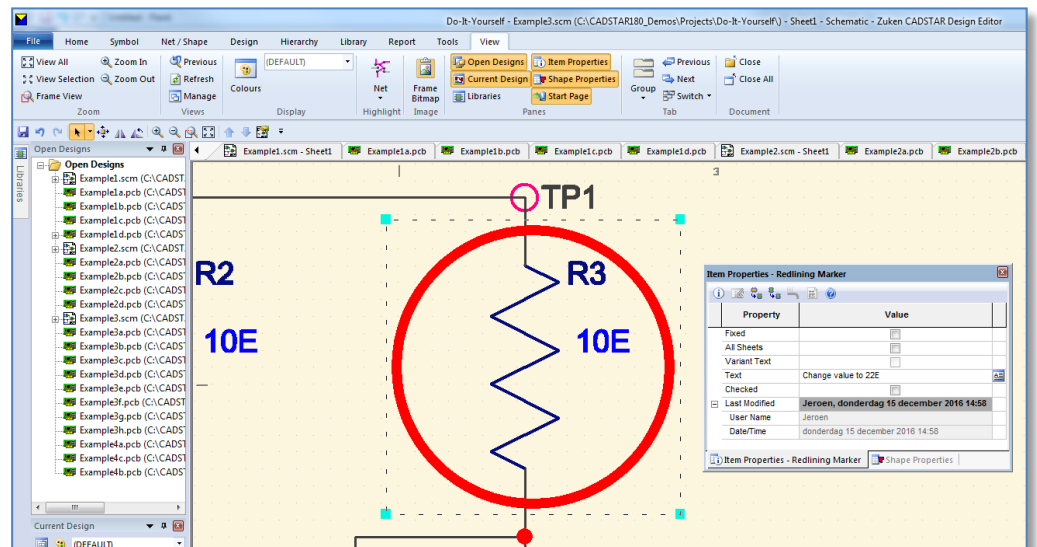 Do-It-Yourself - Example3.scm (C:\CADSTAR180_Demos\Projects\Do-It-Yourself\) - Sheet1 - Schematic - Zuken CADSTAR Design Editor
File Home Symbol Net / Shape Design Hierarchy Library Report Tools View
View All Zoom In Previous (DEFAULT) Open Designs Item Properties Previous Close
View Selection Zoom Out Refresh Current Design Shape Properties Next Close All
Frame View Manage Colours Net Frame Bitmap Libraries Start Page Group Switch
Zoom Views Display Highlight Image Panes Tab Document
Open Designs Example1.scm - Sheet1 Example1a.pcb Example1b.pcb Example1c.pcb Example1d.pcb Example2.scm - Sheet1 Example2a.pcb Example2b.pcb
Libraries
Open Designs
Example1.scm (C:\CADST
Example1a.pcb (C:\CADST
Example1b.pcb (C:\CADST
Example1c.pcb (C:\CADST
Example1d.pcb (C:\CADST
Example2.scm (C:\CADST
Example2a.pcb (C:\CADST
Example2b.pcb (C:\CADST
Example2c.pcb (C:\CADST
Example2d.pcb (C:\CADST
Example3.scm (C:\CADST
Example3a.pcb (C:\CADST
Example3b.pcb (C:\CADST
Example3c.pcb (C:\CADST
Example3d.pcb (C:\CADST
Example3e.pcb (C:\CADST
Example3f.pcb (C:\CADST
Example3g.pcb (C:\CADST
Example3h.pcb (C:\CADST
Example4a.pcb (C:\CADST
Example4c.pcb (C:\CADST
Example4b.pcb (C:\CADS
Current Design
(DEFAULT)
3
TP1
R2
10E
R3
10E
Item Properties - Redlining Marker
Property Value
Fixed
All Sheets
Variant Text
Text Change value to 22E
Checked
Last Modified Jeroen, donderdag 15 december 2016 14:58
User Name Jeroen
Date/Time donderdag 15 december 2016 14:58
Item Properties - Redlining Marker Shape Properties